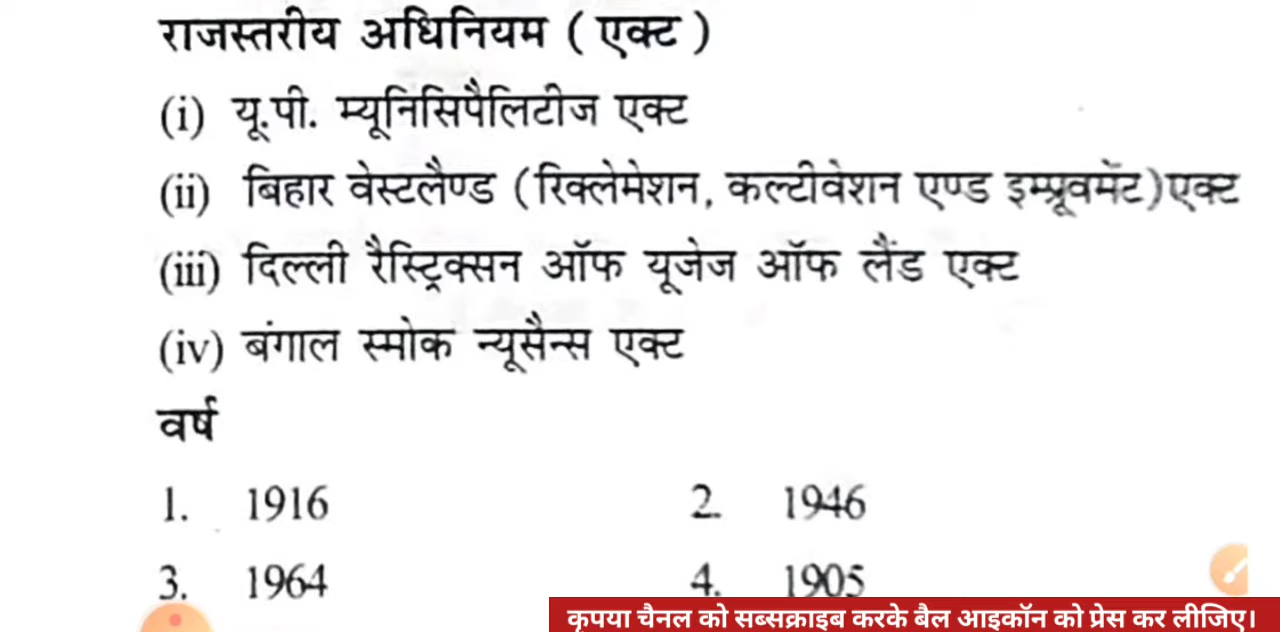 राजस्तरीय अधिनियम ( एक्ट )
(i) यू.पी. म्यूनिसिपैलिटीज एक्ट
(ii) बिहार वेस्टलैण्ड (रिक्लेमेशन, कल्टीवेशन एण्ड इम्प्रूवमेंट)एक्ट
(iii) दिल्ली रैस्ट्रिक्सन ऑफ यूजेज ऑफ लैंड एक्ट
(iv) बंगाल स्मोक न्यूसैन्स एक्ट
वर्ष
1. 1916 2. 1946
3. 1964 4. 1905
कृपया चैनल को सब्सक्राइब करके बैल आइकॉन को प्रेस कर लीजिए।